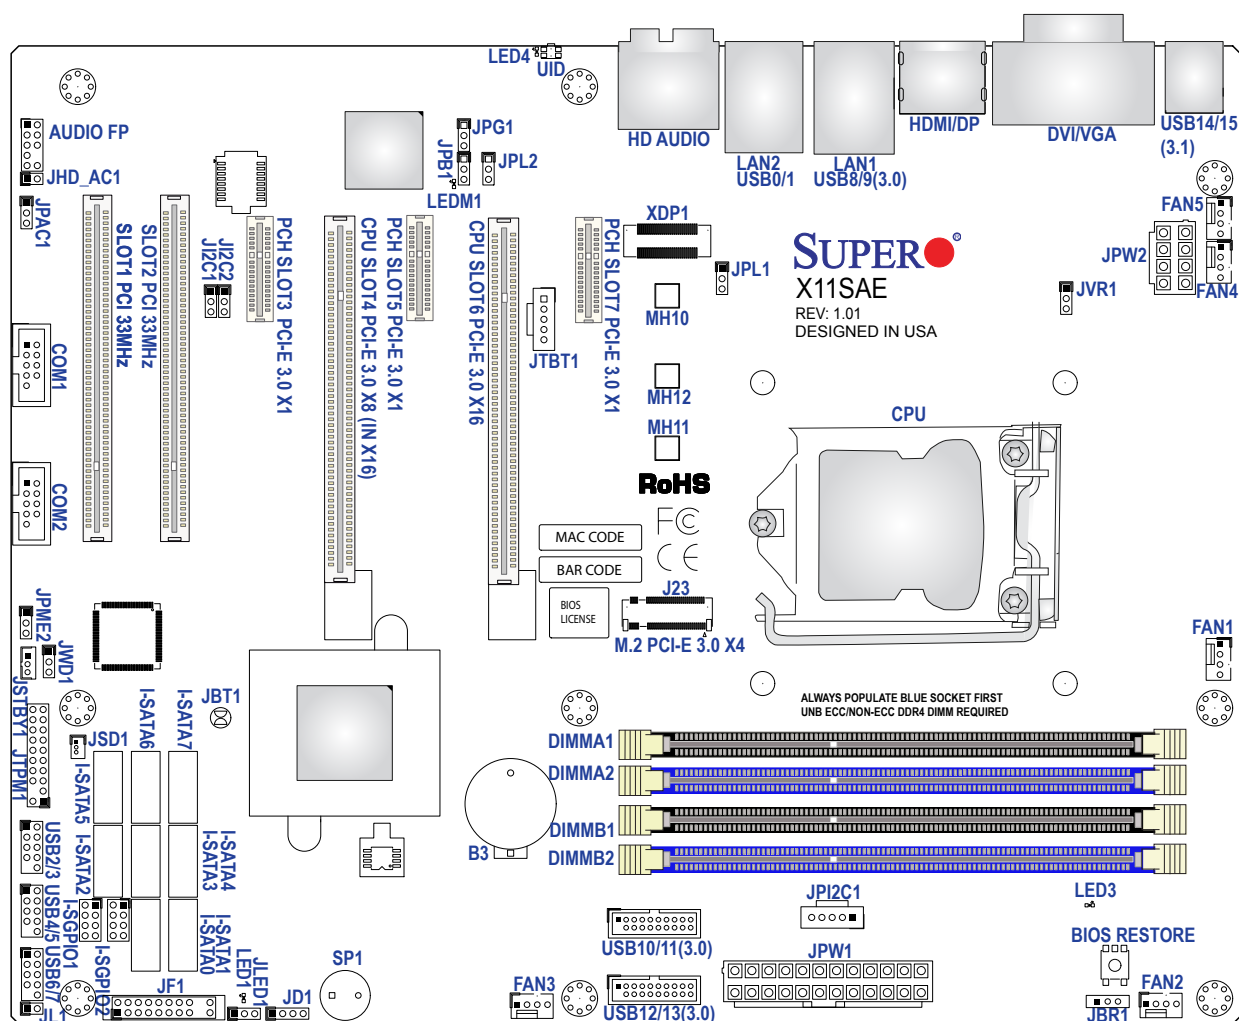 LED4
UID
HD AUDIO
LAN2
USB0/1
LAN1
USB8/9(3.0)
HDMI/DP
DVI/VGA
USB14/15
(3.1)
AUDIO FP
JHD_AC1
JPAC1
JPG1
JPB1
JPL2
LEDM1
SLOT1 PCI 33MHz
SLOT2 PCI 33MHz
JI2C1
JI2C2
PCH SLOT3 PCI-E 3.0 X1
CPU SLOT4 PCI-E 3.0 X8 (IN X16)
PCH SLOT5 PCI-E 3.0 X1
CPU SLOT6 PCI-E 3.0 X16
JTBT1
PCH SLOT7 PCI-E 3.0 X1
XDP1
JPL1
MH10
MH12
MH11
SUPER®
X11SAE
REV: 1.01
DESIGNED IN USA
FAN5
JPW2
FAN4
JVR1
COM1
COM2
CPU
RoHS
FC
CE
MAC CODE
BAR CODE
BIOS
LICENSE
J23
M.2 PCI-E 3.0 X4
FAN1
JPME2
JWD1
JSTBY1
JTPM1
JBT1
JSD1
I-SATA6
I-SATA7
I-SATA5
I-SATA2
I-SATA4
I-SATA3
I-SATA1
I-SATA0
ALWAYS POPULATE BLUE SOCKET FIRST
UNB ECC/NON-ECC DDR4 DIMM REQUIRED
DIMMA1
DIMMA2
DIMMB1
DIMMB2
B3
USB2/3
USB4/5
USB6/7
I-SGPIO1
I-SGPIO2
JL1
JF1
LED1
JLED1
JD1
SP1
FAN3
USB10/11(3.0)
USB12/13(3.0)
JPI2C1
JPW1
LED3
BIOS RESTORE
JBR1
FAN2